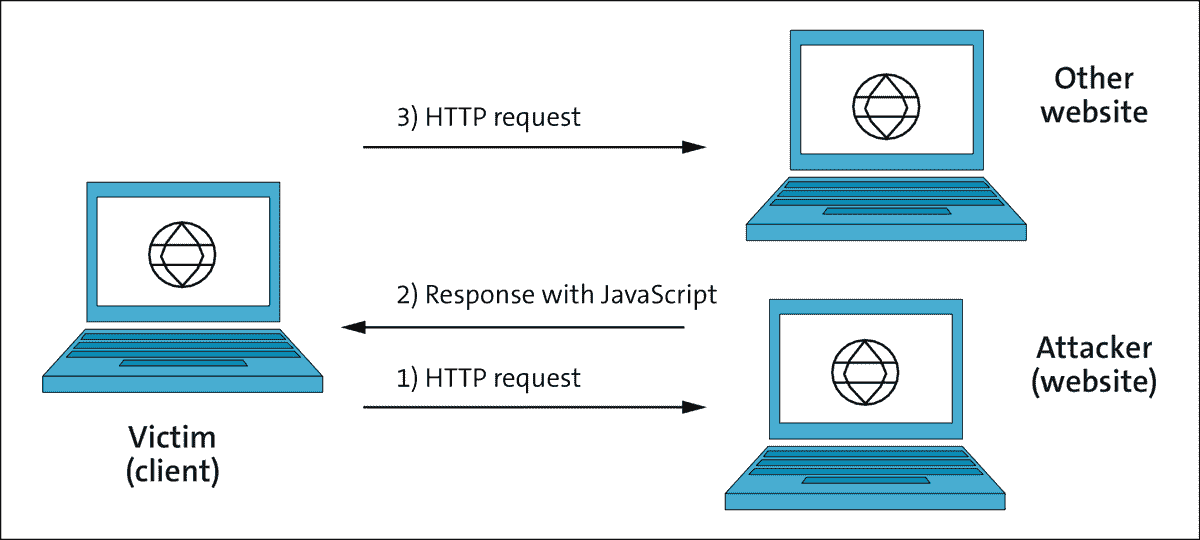 Other
website
3) HTTP request
2) Response with JavaScript
Attacker
(website)
1) HTTP request
Victim
(client)